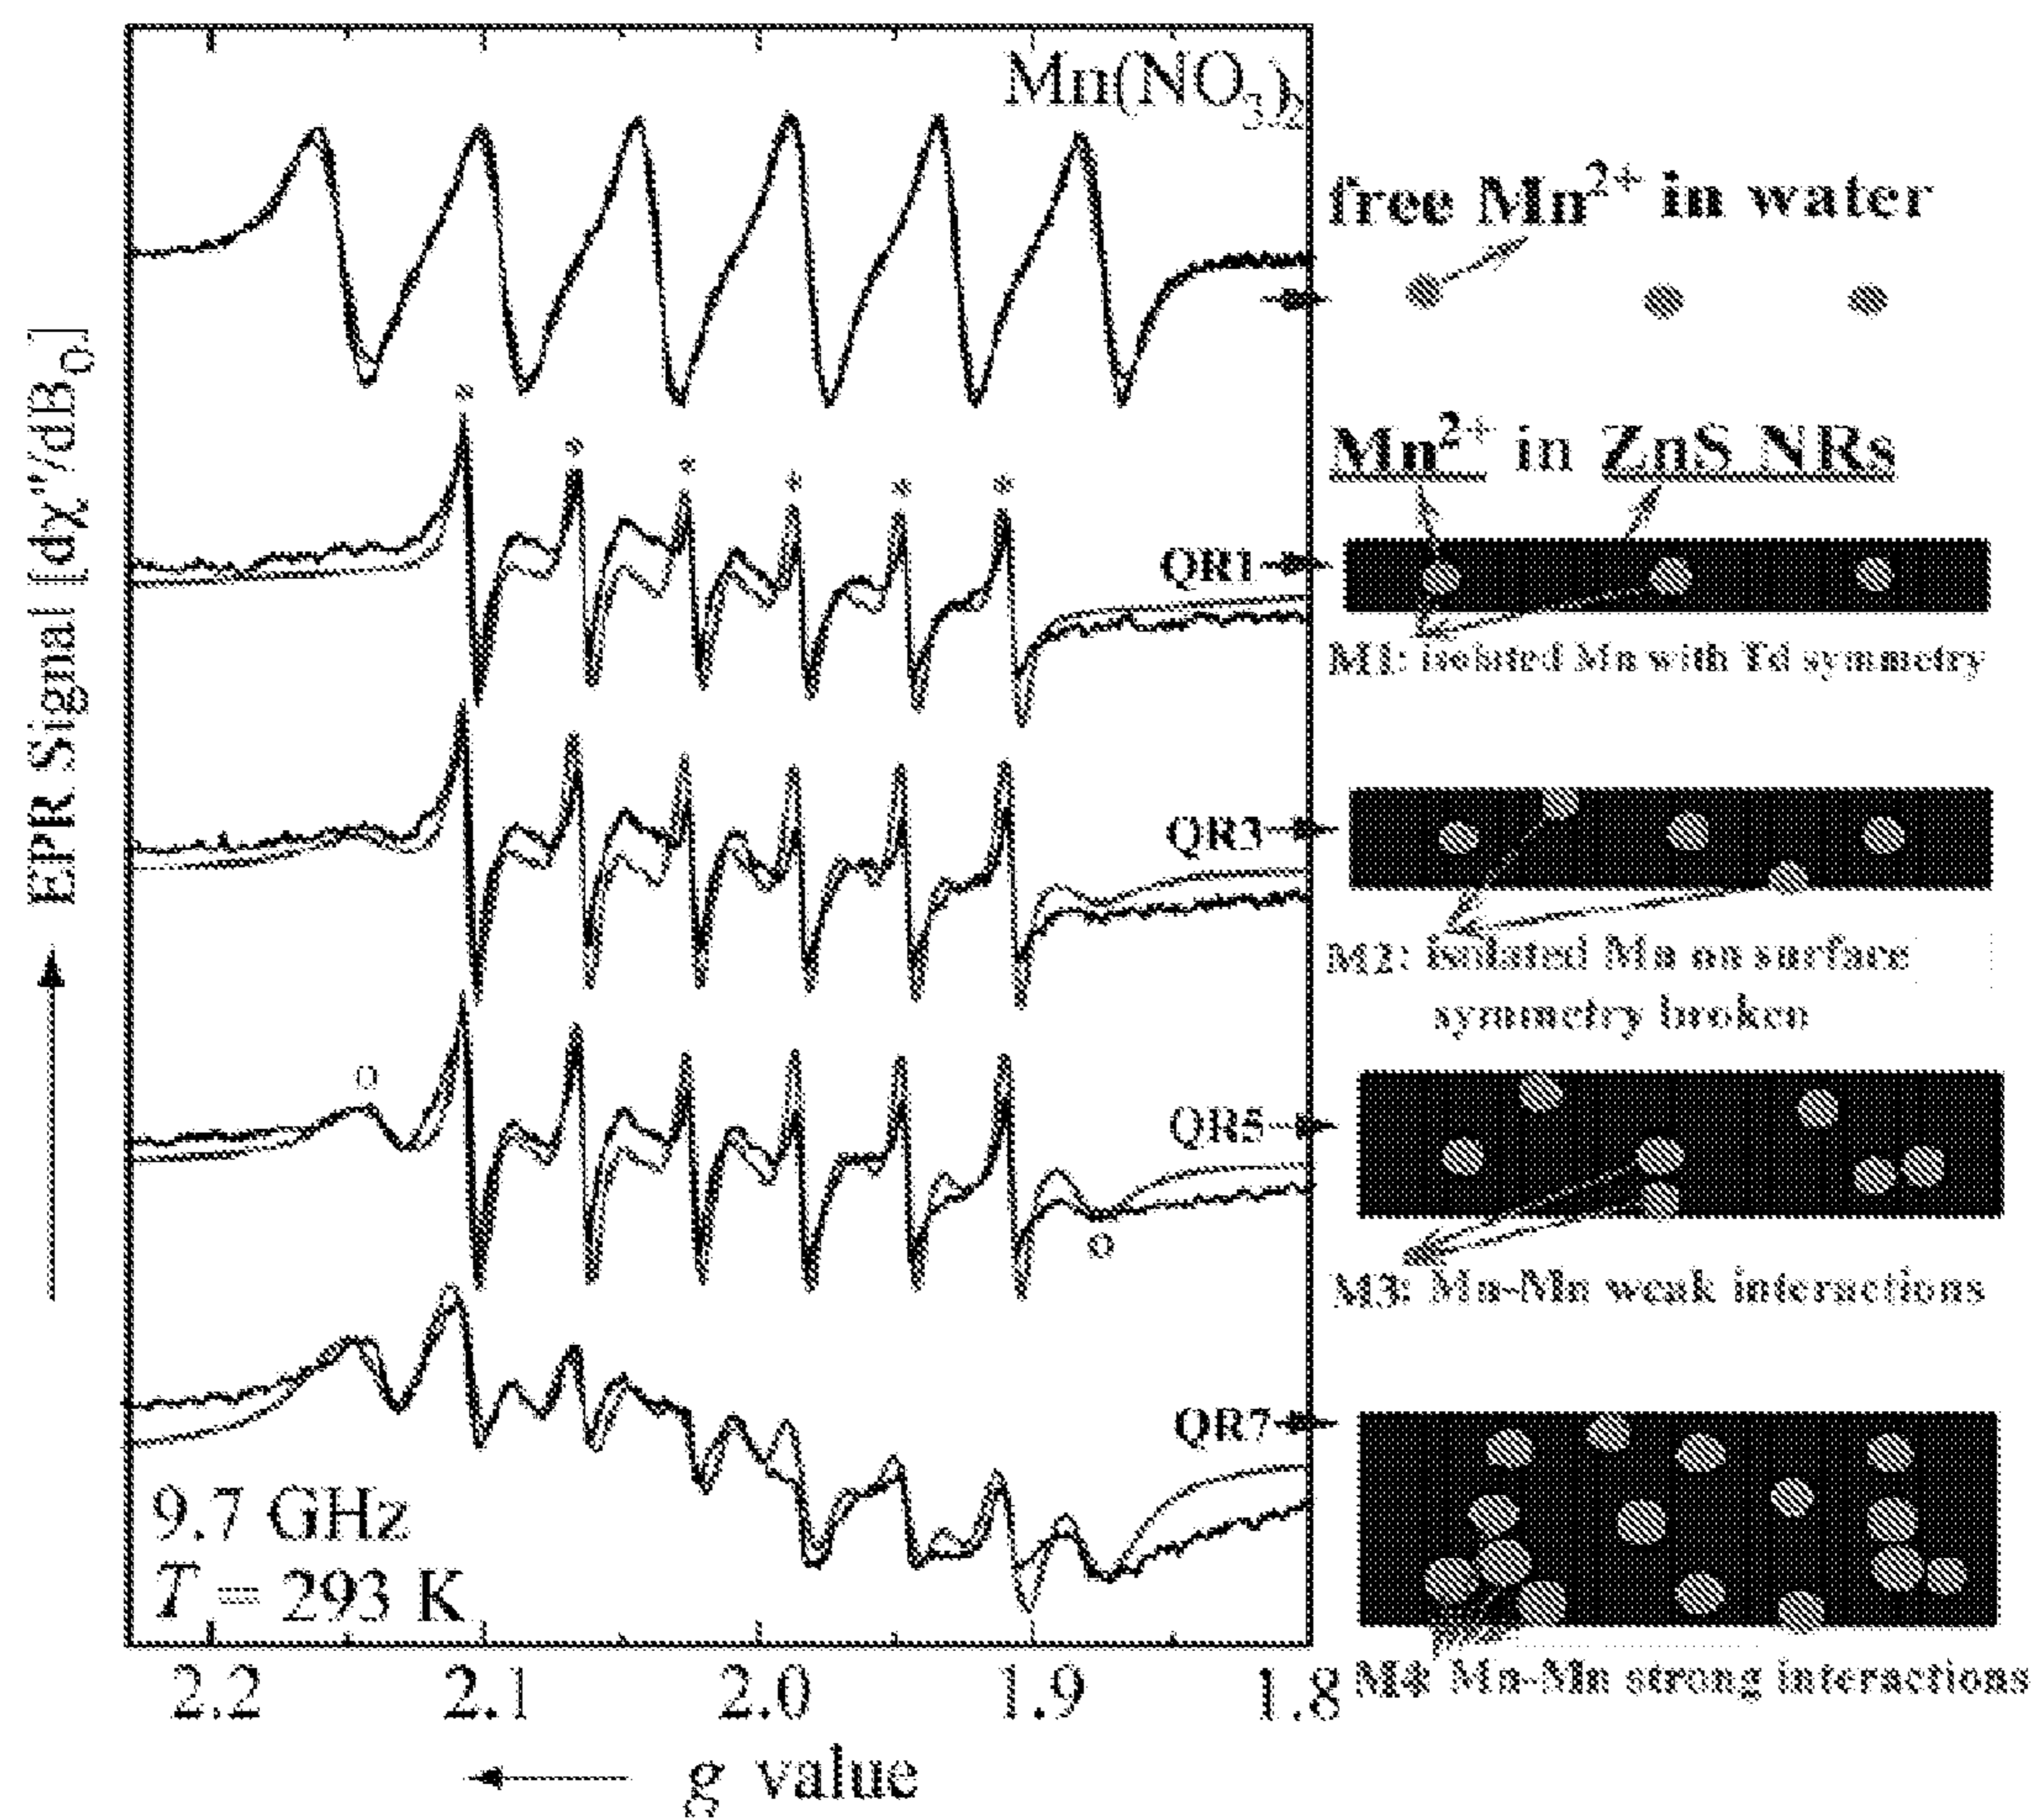 Mn(NO3)2
free Mn2+ in water
EPR Signal [dχ″/dB0]
*
* * * * *
Mn2+ in ZnS NRs
QR1
M1: isolated Mn with Td symmetry
QR3
M2: isolated Mn on surface
symmetry broken
o
QR5
o
M3: Mn-Mn weak interactions
QR7
9.7 GHz
T = 293 K
M4: Mn-Mn strong interactions
2.2 2.1 2.0 1.9 1.8
g value